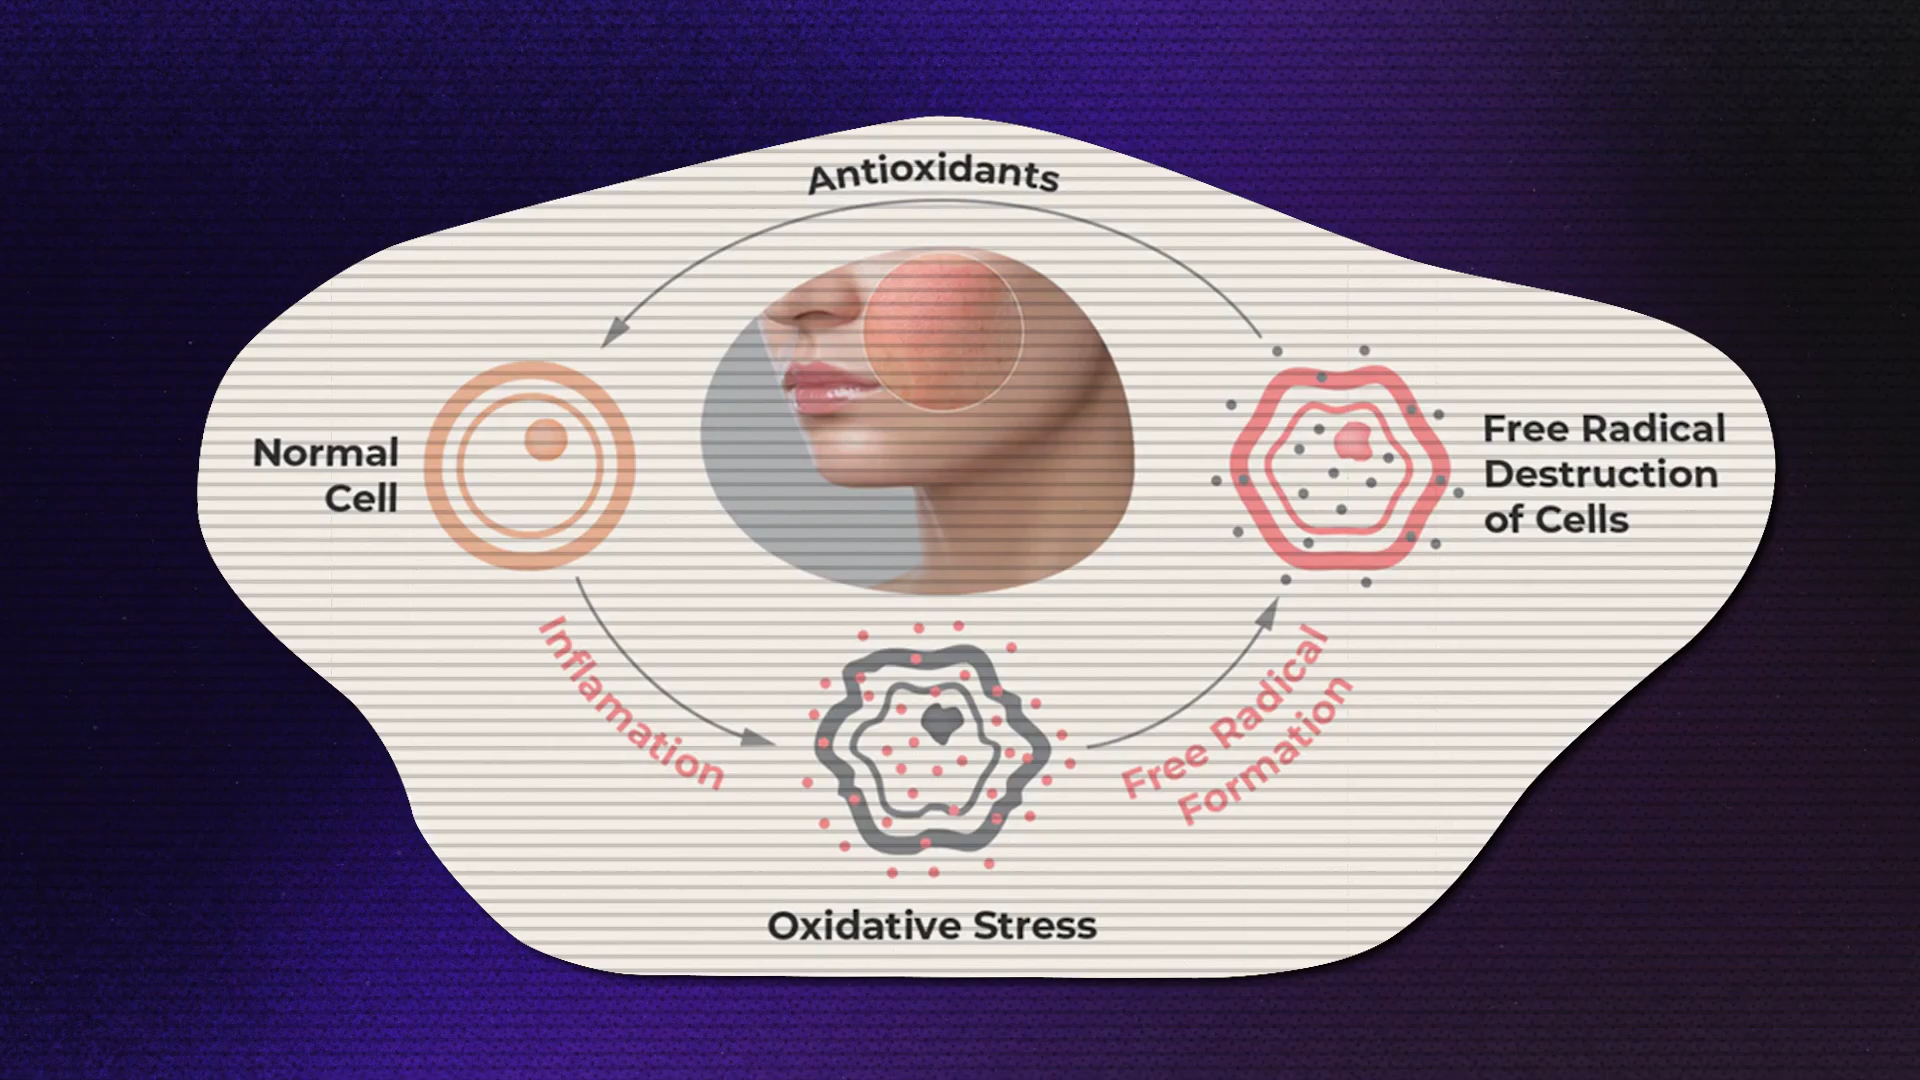 Antioxidants
Normal
Cell
Free Radical
Destruction
of Cells
Inflamation
Free Radical
Formation
Oxidative Stress